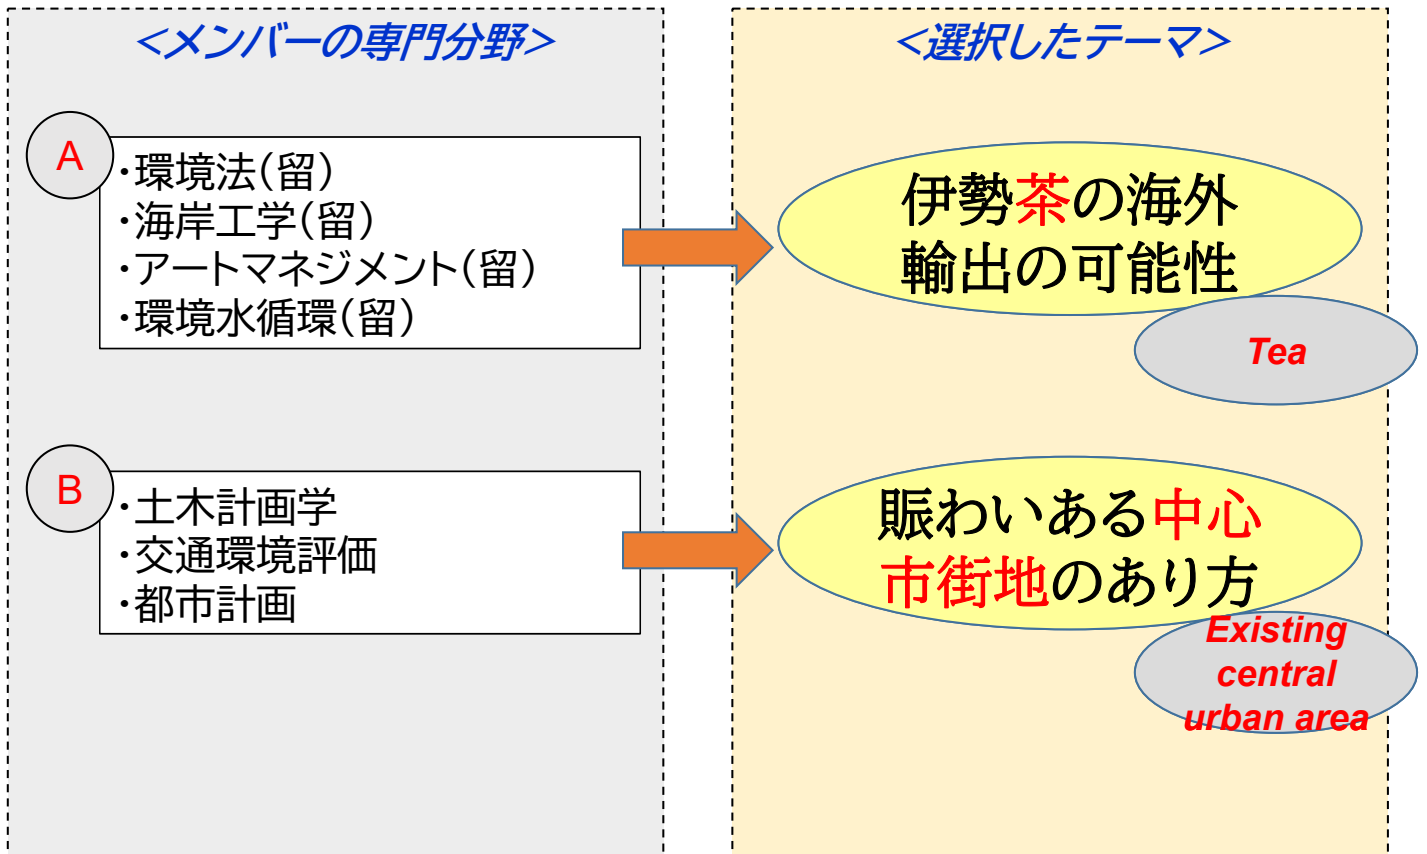 <メンバーの専門分野>
A
・環境法(留)
・海岸工学(留)
・アートマネジメント(留)
・環境水循環(留)
B
・土木計画学
・交通環境評価
・都市計画
<選択したテーマ>
伊勢茶の海外
輸出の可能性
Tea
賑わいある中心
市街地のあり方
Existing
central
urban area